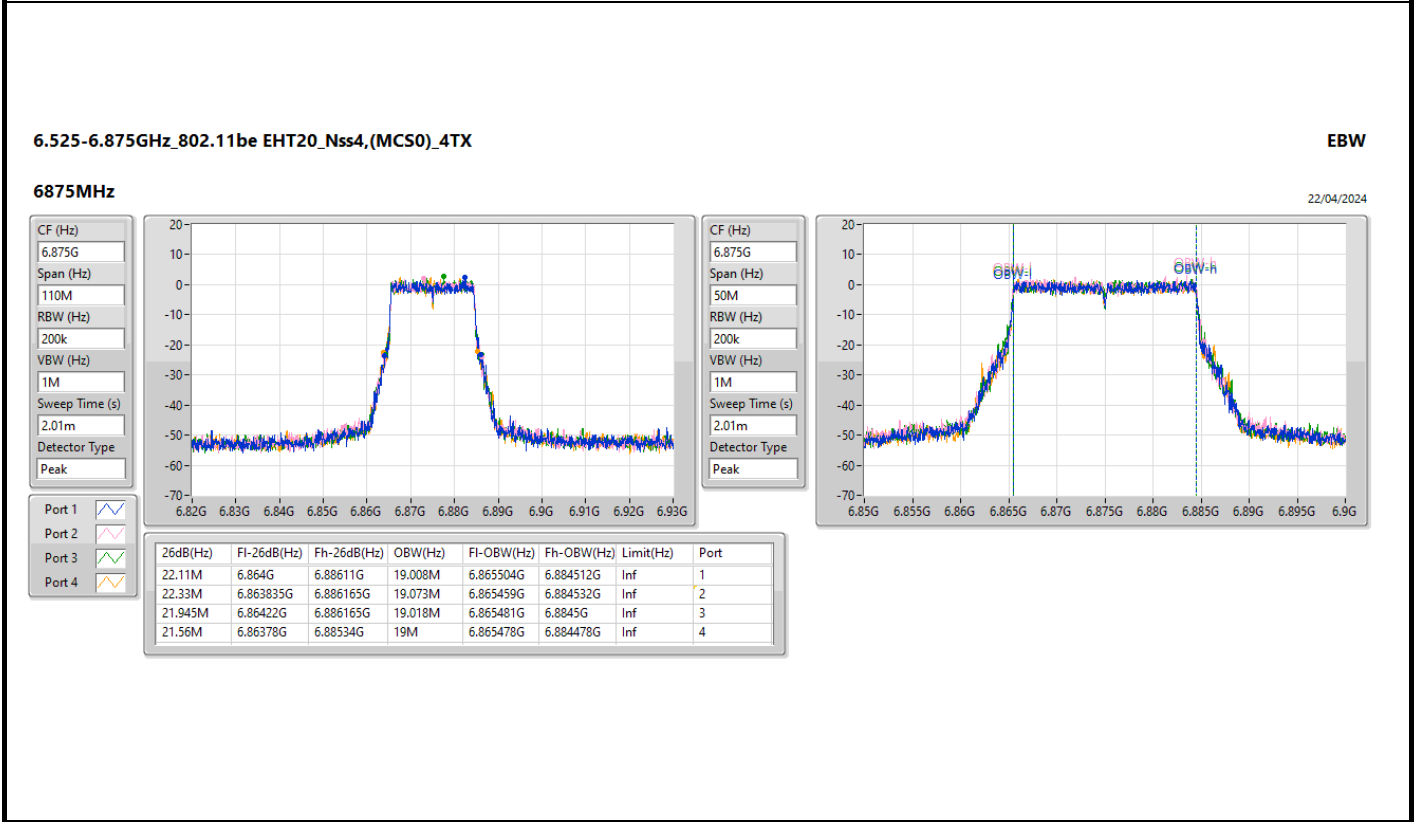 6.525-6.875GHz_802.11be EHT20_Nss4,(MCS0)_4TX
EBW
6875MHz
22/04/2024
CF (Hz)
6.875G
Span (Hz)
110M
RBW (Hz)
200k
VBW (Hz)
1M
Sweep Time (s)
2.01m
Detector Type
Peak
20
10
0
-10
-20
-30
-40
-50
-60
-70
6.82G 6.83G 6.84G 6.85G 6.86G 6.87G 6.88G 6.89G 6.9G 6.91G 6.92G 6.93G
CF (Hz)
6.875G
Span (Hz)
50M
RBW (Hz)
200k
VBW (Hz)
1M
Sweep Time (s)
2.01m
Detector Type
Peak
20
10
0
-10
-20
-30
-40
-50
-60
-70
OBW-l
OBW-h
6.85G 6.855G 6.86G 6.865G 6.87G 6.875G 6.88G 6.885G 6.89G 6.895G 6.9G
Port 1
Port 2
Port 3
Port 4
26dB(Hz) Fl-26dB(Hz) Fh-26dB(Hz) OBW(Hz) Fl-OBW(Hz) Fh-OBW(Hz) Limit(Hz) Port
22.11M 6.864G 6.88611G 19.008M 6.865504G 6.884512G Inf 1
22.33M 6.863835G 6.886165G 19.073M 6.865459G 6.884532G Inf 2
21.945M 6.86422G 6.886165G 19.018M 6.865481G 6.8845G Inf 3
21.56M 6.86378G 6.88534G 19M 6.865478G 6.884478G Inf 4